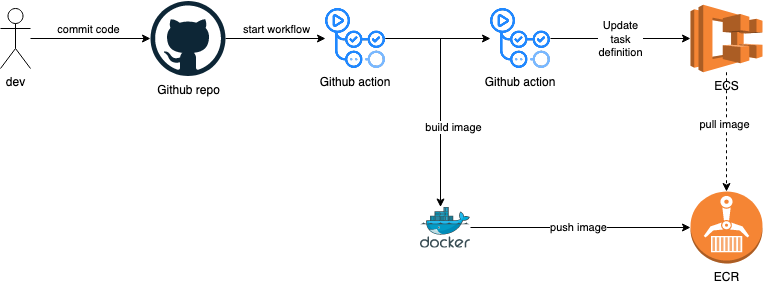 commit code
start workflow
Update
task
definition
dev
Github repo
Github action
Github action
ECS
build image
pull image
docker
push image
ECR